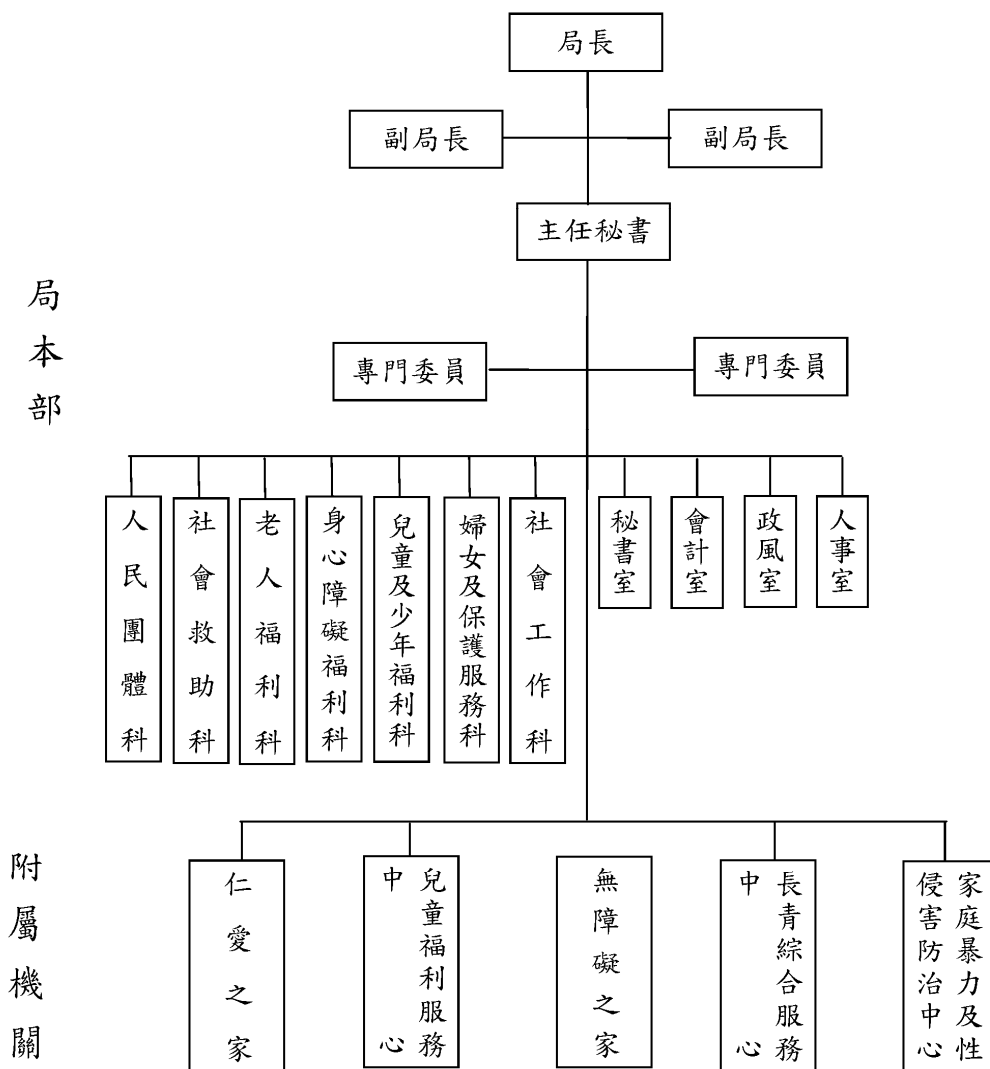 局長
副局長
副局長
主任秘書
局本部
專門委員
專門委員
人民團體科
社會救助科
老人福利科
身心障礙福利科
兒童及少年福利科
婦女及保護服務科
社會工作科
秘書室
會計室
政風室
人事室
附屬機關
仁愛之家
兒童福利服務
中心
無障礙之家
長青綜合服務
中心
家庭暴力及性
侵害防治中心